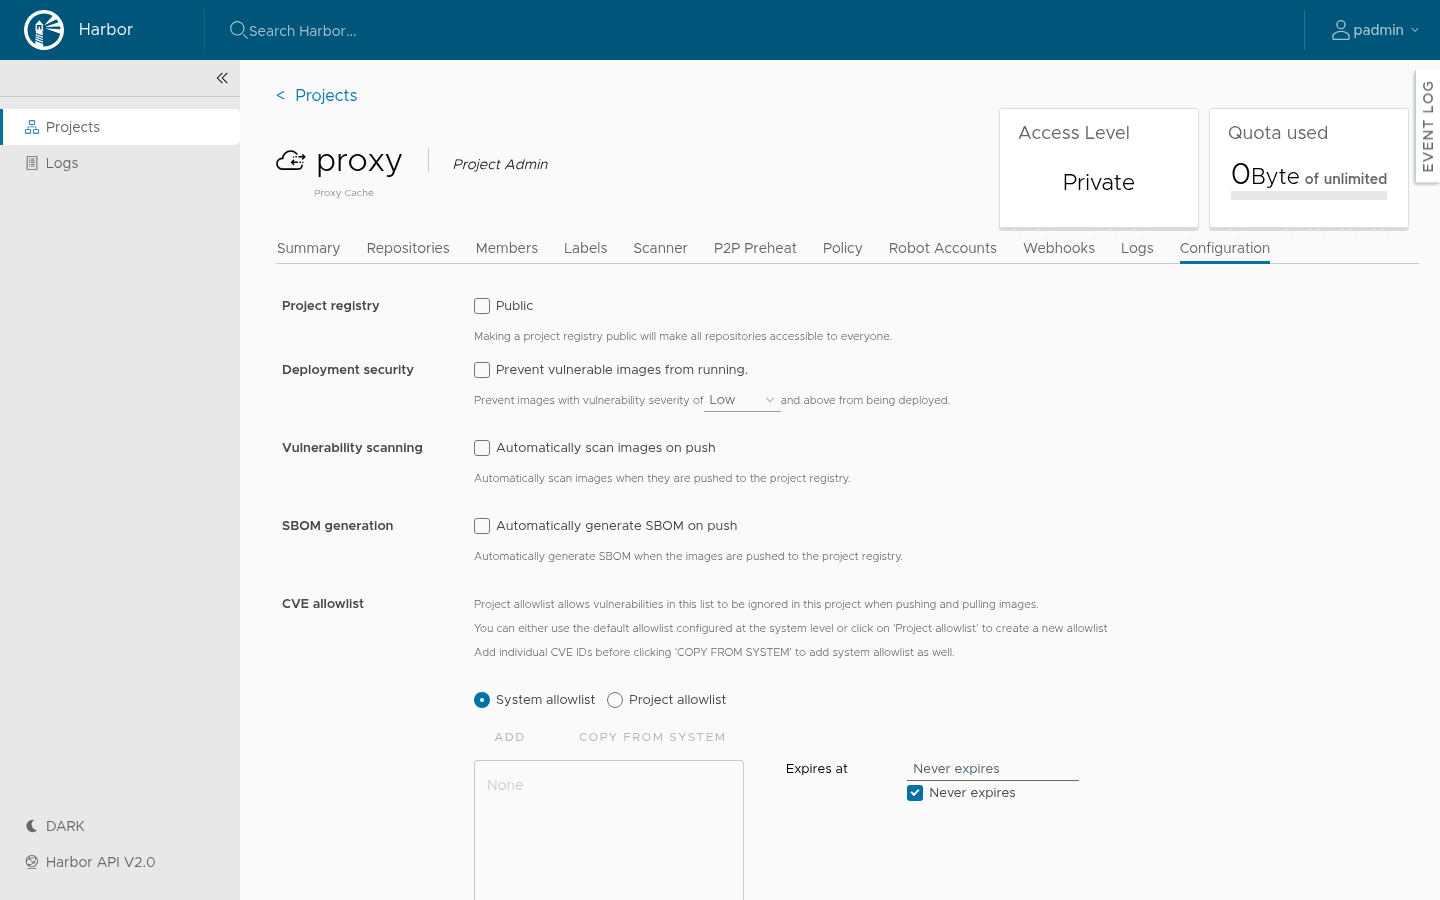 Harbor
Search Harbor...
padmin
Projects
Logs
DARK
Harbor API V2.0
< Projects
proxy
Project Admin
Proxy Cache
Access Level
Private
Quota used
0Byte of unlimited
EVENT LOG
Summary Repositories Members Labels Scanner P2P Preheat Policy Robot Accounts Webhooks Logs Configuration
Project registry
Public
Making a project registry public will make all repositories accessible to everyone.
Deployment security
Prevent vulnerable images from running.
Prevent images with vulnerability severity of Low and above from being deployed.
Vulnerability scanning
Automatically scan images on push
Automatically scan images when they are pushed to the project registry.
SBOM generation
Automatically generate SBOM on push
Automatically generate SBOM when the images are pushed to the project registry.
CVE allowlist
Project allowlist allows vulnerabilities in this list to be ignored in this project when pushing and pulling images.
You can either use the default allowlist configured at the system level or click on 'Project allowlist' to create a new allowlist
Add individual CVE IDs before clicking 'COPY FROM SYSTEM' to add system allowlist as well.
System allowlist Project allowlist
ADD COPY FROM SYSTEM
None
Expires at
Never expires
Never expires